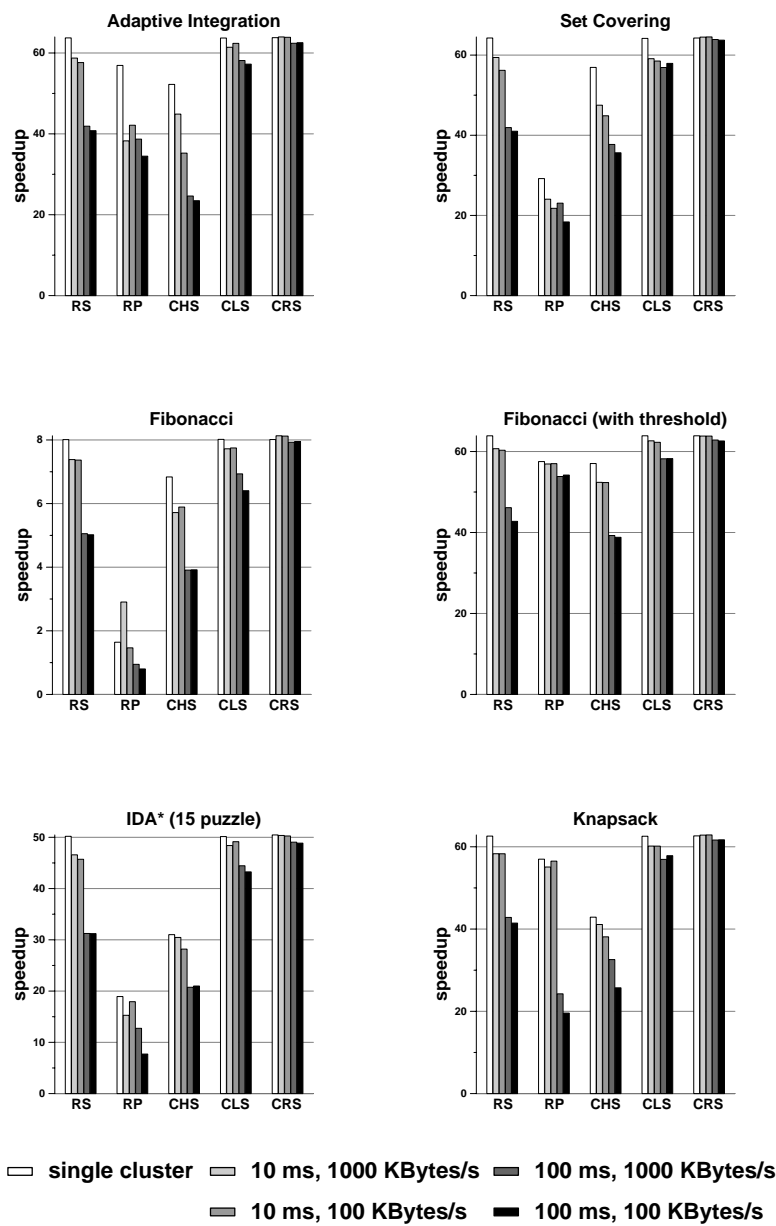 Adaptive Integration
60
40
20
0
speedup
RS RP CHS CLS CRS
Set Covering
60
40
20
0
speedup
RS RP CHS CLS CRS
Fibonacci
8
6
4
2
0
speedup
RS RP CHS CLS CRS
Fibonacci (with threshold)
60
40
20
0
speedup
RS RP CHS CLS CRS
IDA* (15 puzzle)
50
40
30
20
10
0
speedup
RS RP CHS CLS CRS
Knapsack
60
40
20
0
speedup
RS RP CHS CLS CRS
single cluster 10 ms, 1000 KBytes/s 100 ms, 1000 KBytes/s
10 ms, 100 KBytes/s 100 ms, 100 KBytes/s